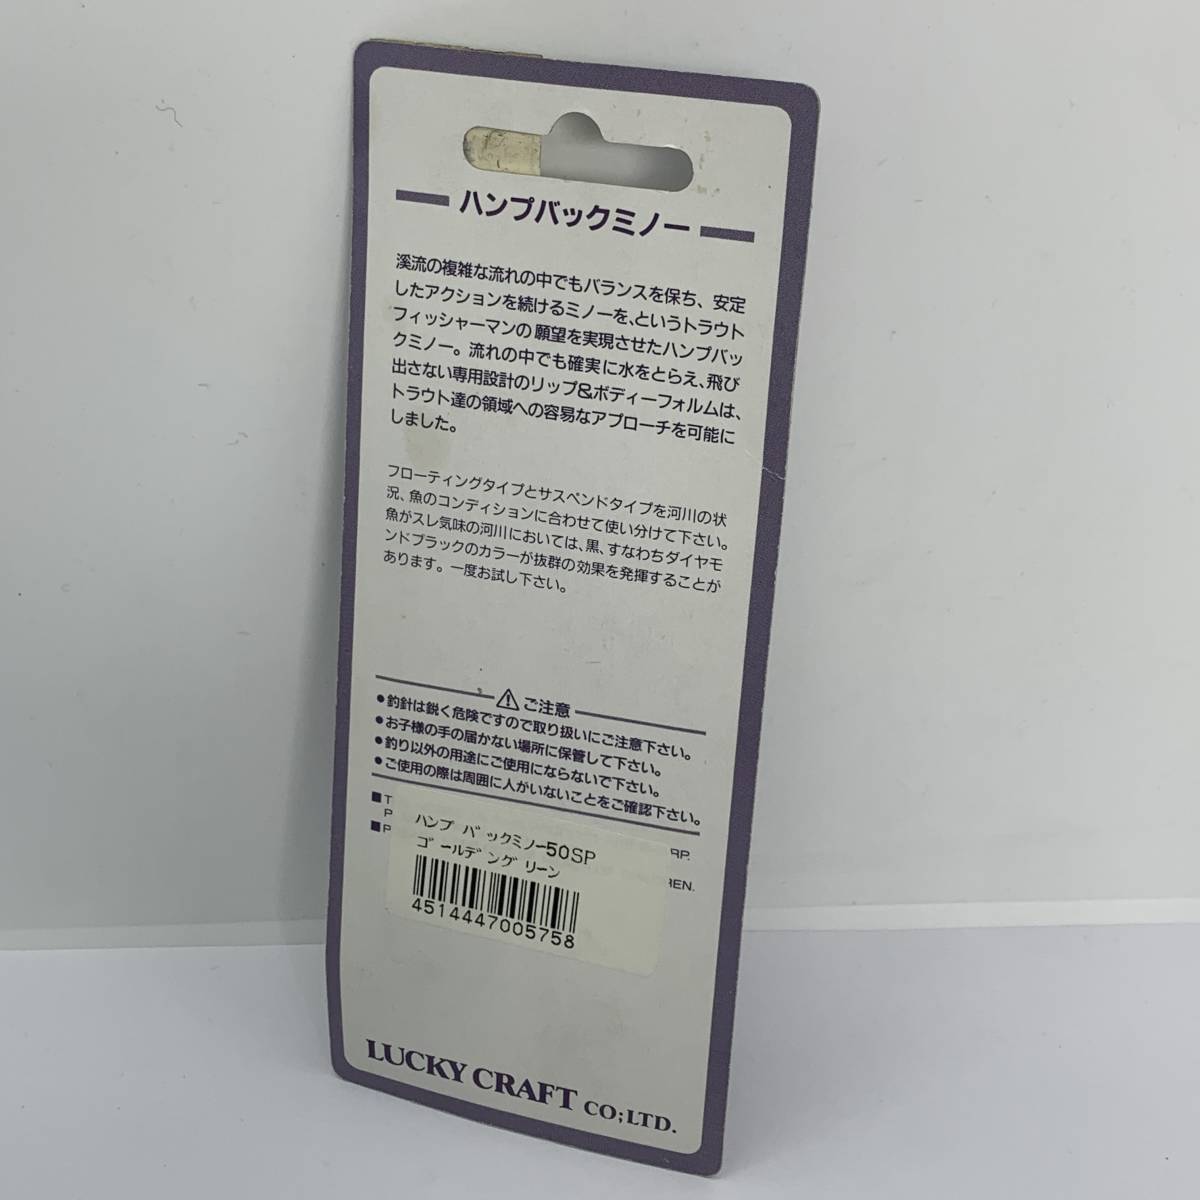 ハンプバックミノー
溪流の複雑な流れの中でもバランスを保ち、安定
したアクションを続けるミノーを、というトラウト
フィッシャーマンの願望を実現させたハンプバッ
クミノー。流れの中でも確実に水をとらえ、飛び
出さない専用設計のリップ&ボディーフォルムは、
トラウト達の領域への容易なアプローチを可能に
しました。
フローティングタイプとサスペンドタイプを河川の状
況、魚のコンディションに合わせて使い分けて下さい。
魚がスレ気味の河川においては、黒、すなわちダイヤモ
ンドブラックのカラーが抜群の効果を発揮することが
あります。一度お試し下さい。
ご注意
●釣針は鋭く危険ですので取り扱いにご注意下さい。
●お子様の手の届かない場所に保管して下さい。
●釣り以外の用途にご使用にならないで下さい。
●ご使用の際は周囲に人がいないことをご確認下さい。
■T
P RP.
■P REN.
ハンプバックミノー50SP
ゴールデングリーン
4514447005758
LUCKY CRAFT CO;LTD.